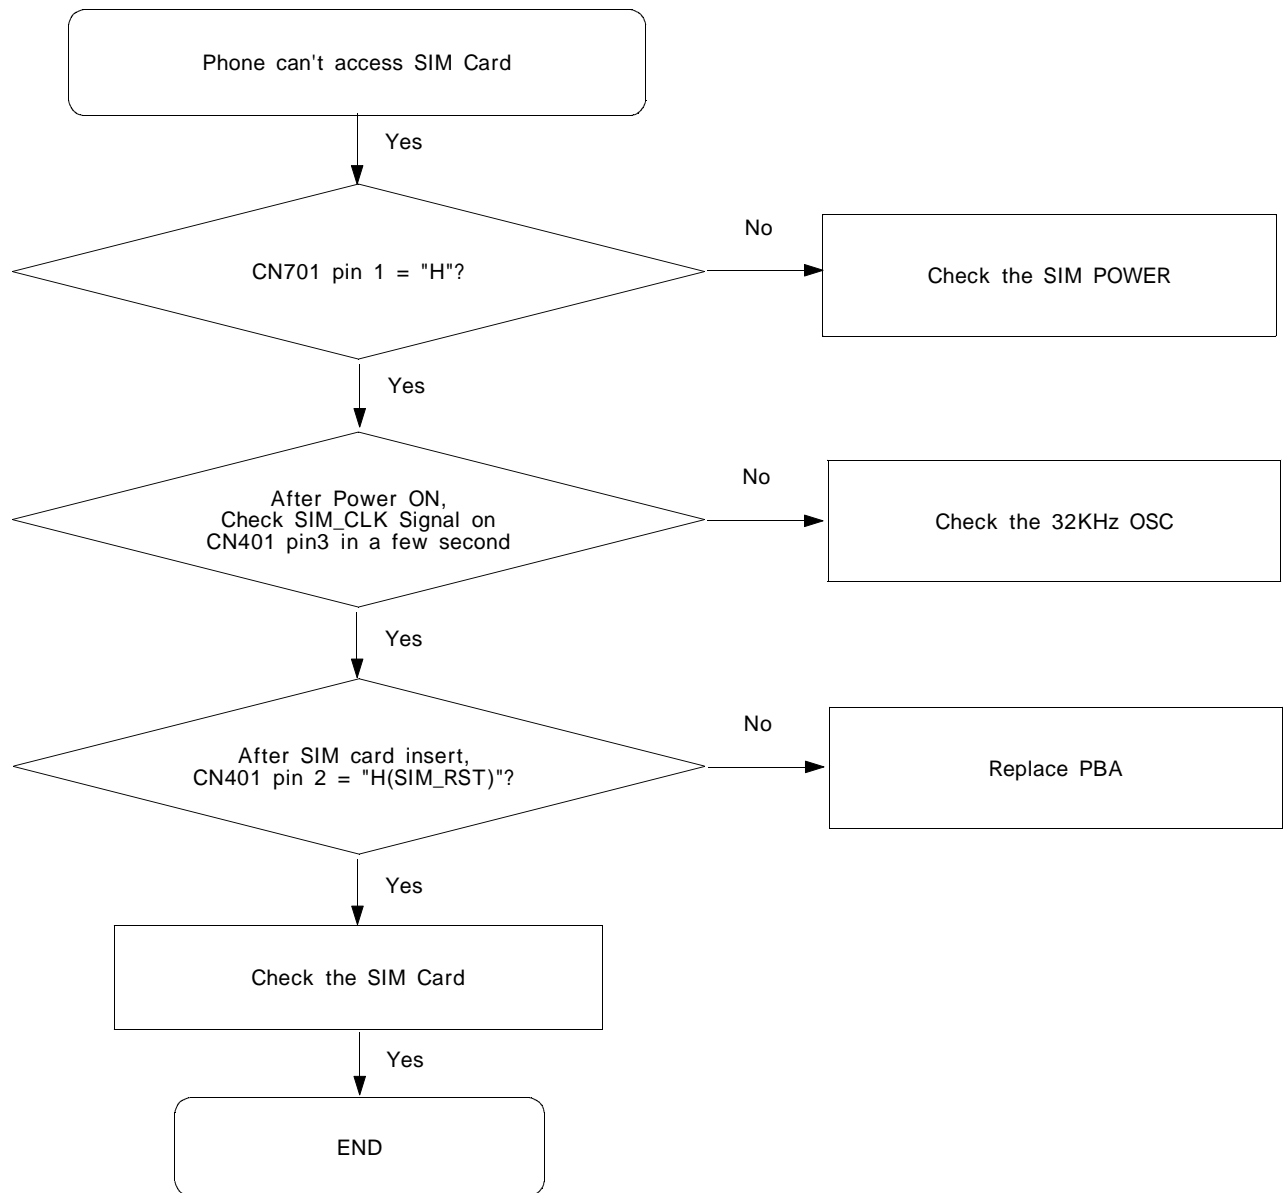 Phone can't access SIM Card
Yes
CN701 pin 1 = "H"?
No
Check the SIM POWER
Yes
After Power ON,
Check SIM_CLK Signal on
CN401 pin3 in a few second
No
Check the 32KHz OSC
Yes
After SIM card insert,
CN401 pin 2 = "H(SIM_RST)"?
No
Replace PBA
Yes
Check the SIM Card
Yes
END